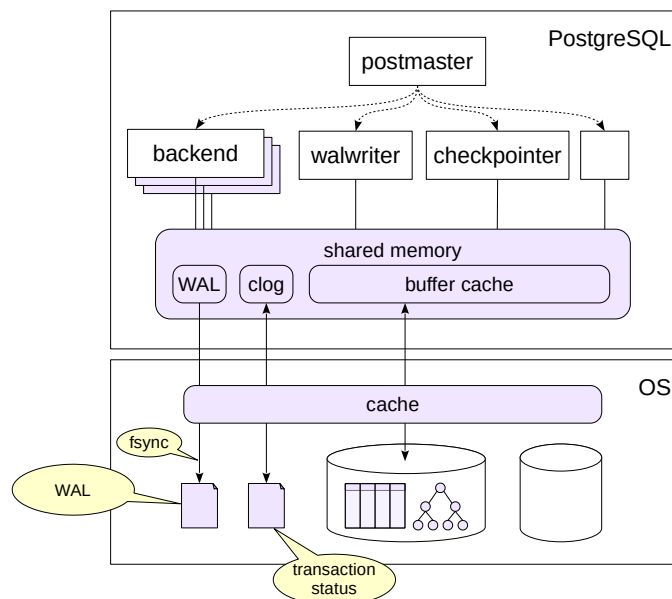 PostgreSQL
postmaster
backend
walwriter
checkpointer
shared memory
WAL
clog
buffer cache
OS
cache
fsync
WAL
transaction
status